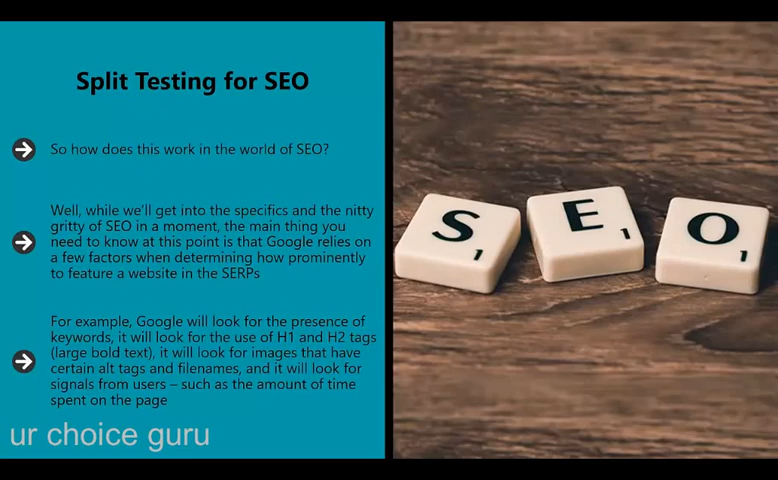 Split Testing for SEO
So how does this work in the world of SEO?
Well, while we'll get into the specifics and the nitty
gritty of SEO in a moment, the main thing you
need to know at this point is that Google relies on
a few factors when determining how prominently
to feature a website in the SERPs
For example, Google will look for the presence of
keywords, it will look for the use of H1 and H2 tags
(large bold text), it will look for images that have
certain alt tags and filenames, and it will look for
signals from users – such as the amount of time
spent on the page
ur choice guru
S 1 E 1 O 1